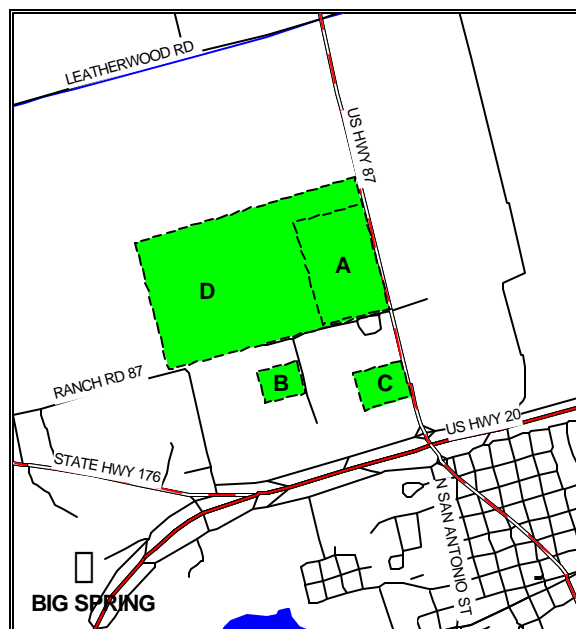 LEATHERWOOD RD
US HWY 87
A
D
B
C
RANCH RD 87
US HWY 20
STATE HWY 176
N SAN ANTONIO ST
BIG SPRING